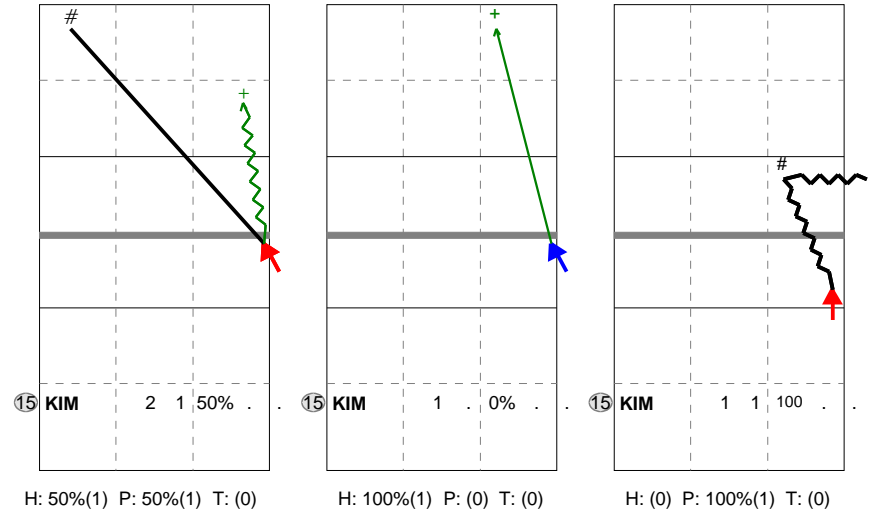 #
+
15 KIM 2 1 50% . .
H: 50%(1) P: 50%(1) T: (0)
+
15 KIM 1 . 0% . .
H: 100%(1) P: (0) T: (0)
#
15 KIM 1 1 100 . .
H: (0) P: 100%(1) T: (0)